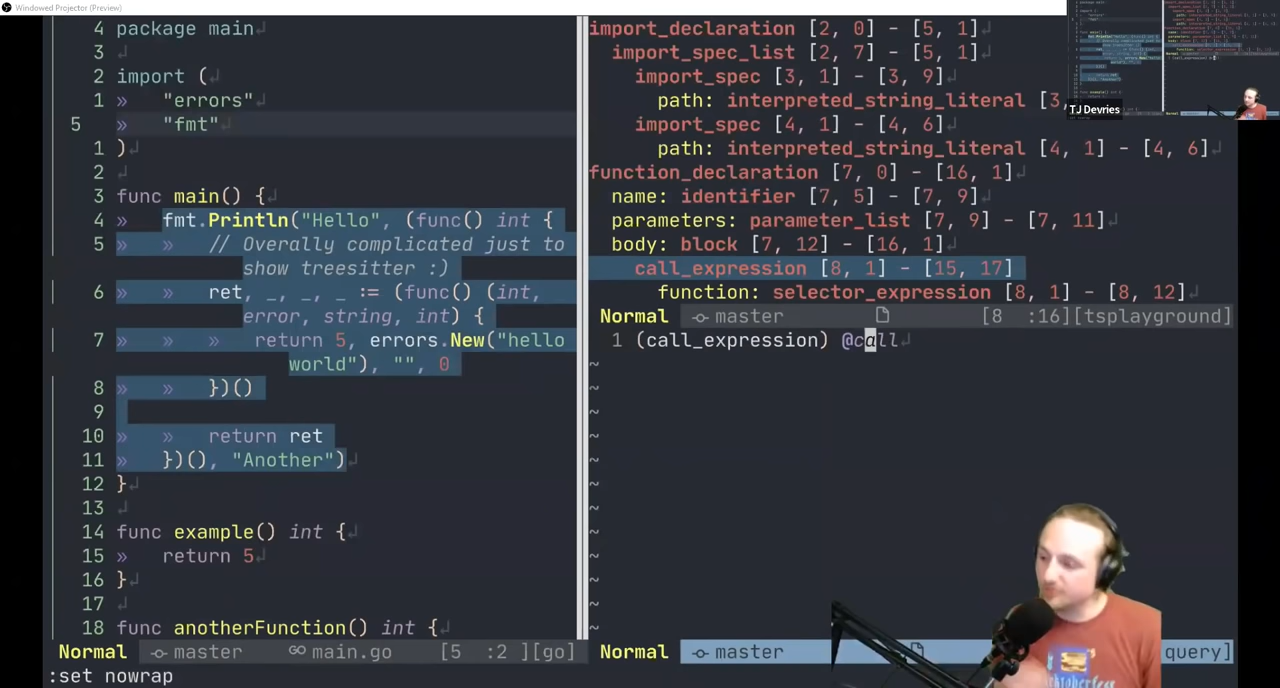 Windowed Projector (Preview)
4 package main
3
2 import (
1 » "errors"
5 » "fmt"
1 )
2
3 func main() {
4 » fmt.Println("Hello", (func() int {
5 » » // Overally complicated just to
show treesitter :)
6 » » ret, _, _, _ := (func() (int,
error, string, int) {
7 » » » return 5, errors.New("hello
world"), "", 0
8 » » })()
9
10 » » return ret
11 » })(), "Another")
12 }
13
14 func example() int {
15 » return 5
16 }
17
18 func anotherFunction() int {
Normal master main.go [5 :2 ][go]
:set nowrap
import_declaration [2, 0] - [5, 1]
import_spec_list [2, 7] - [5, 1]
import_spec [3, 1] - [3, 9]
path: interpreted_string_literal [3,
import_spec [4, 1] - [4, 6]
path: interpreted_string_literal [4, 1] - [4, 6]
function_declaration [7, 0] - [16, 1]
name: identifier [7, 5] - [7, 9]
parameters: parameter_list [7, 9] - [7, 11]
body: block [7, 12] - [16, 1]
call_expression [8, 1] - [15, 17]
function: selector_expression [8, 1] - [8, 12]
Normal master [8 :16][tsplayground]
1 (call_expression) @call
~
~
~
~
~
~
~
~
~
~
~
~
Normal master query]
TJ Devries